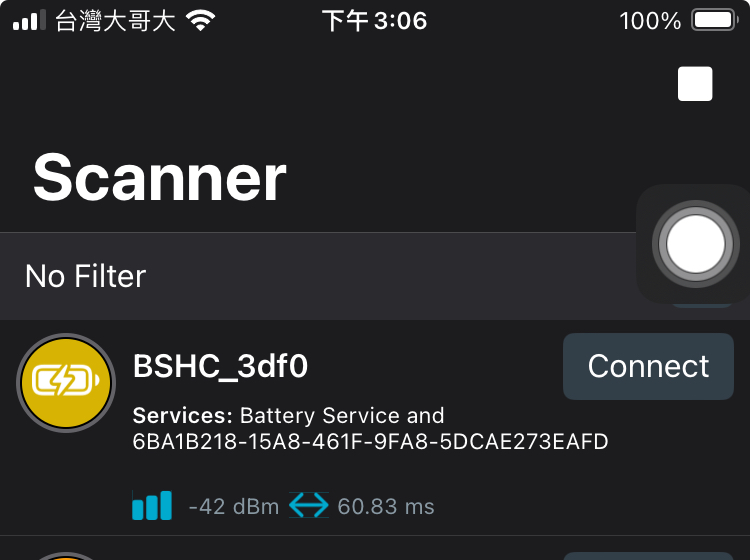 台灣大哥大 下午3:06 100%
Scanner
No Filter
BSHC_3df0 Connect
Services: Battery Service and
6BA1B218-15A8-461F-9FA8-5DCAE273EAFD
-42 dBm 60.83 ms